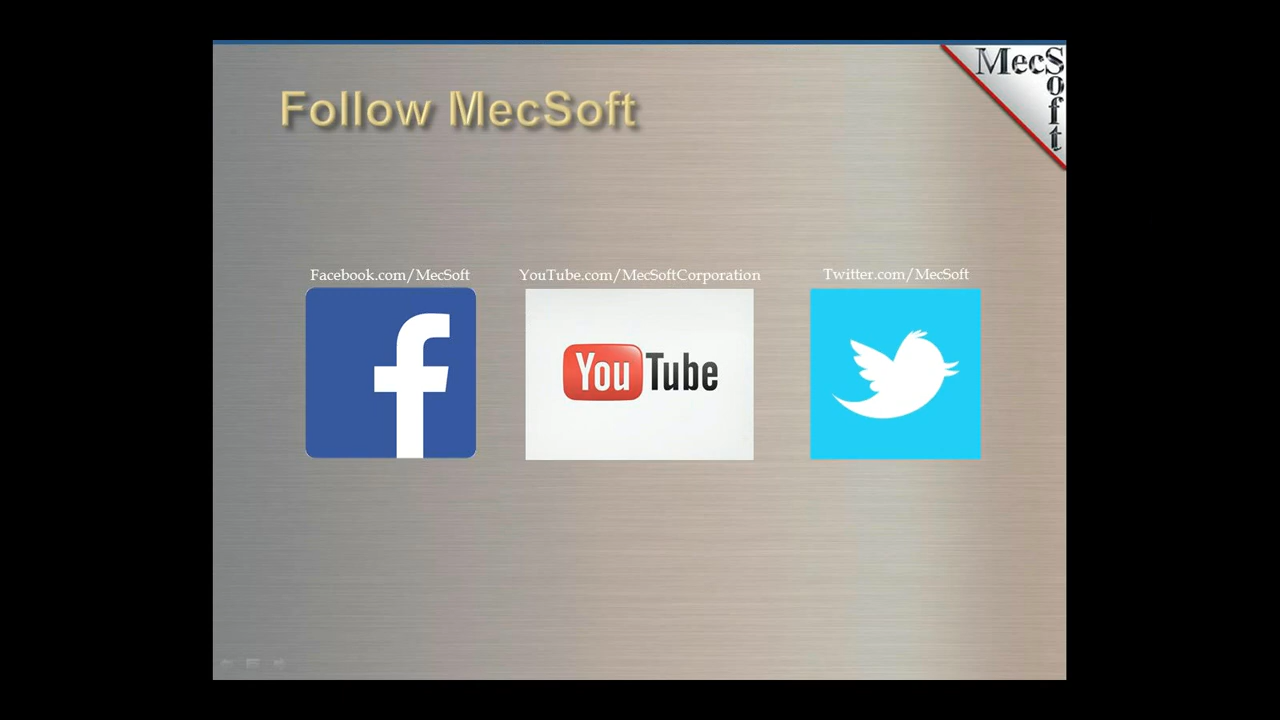 Follow MecSoft
MecSoft
Facebook.com/MecSoft
YouTube.com/MecSoftCorporation
Twitter.com/MecSoft
f
YouTube